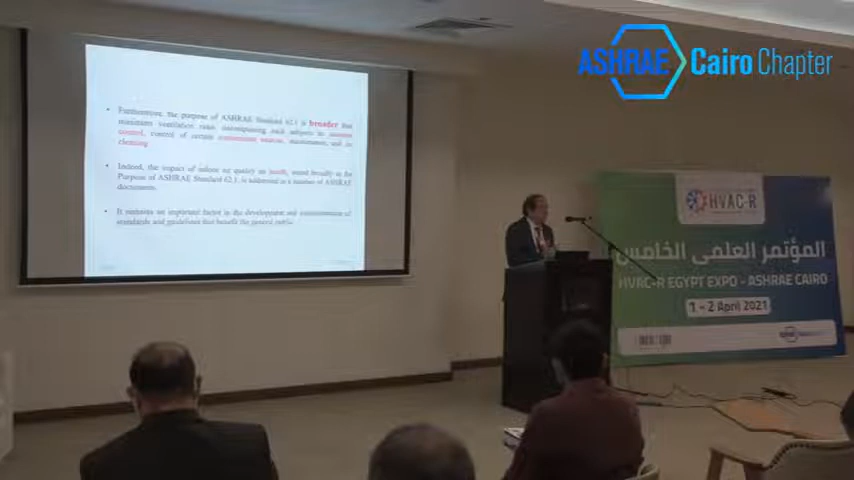 ASHRAE Cairo Chapter
• Furthermore, the purpose of ASHRAE Standard 62.1 is broader than
minimum ventilation rates encompassing such subjects as
control, control of certain contaminant sources, maintenance, and air
cleaning
• Indeed, the impact of indoor air quality on health, stated broadly in the
Purpose of ASHRAE Standard 62.1, is addressed in a number of ASHRAE
documents.
• It remains an important factor in the development and
standards and guidelines that benefit the general public.
HVAC-R
المؤتمر العلمى الخامس
HVAC-R EGYPT EXPO - ASHRAE CAIRO
1 - 2 April 2021